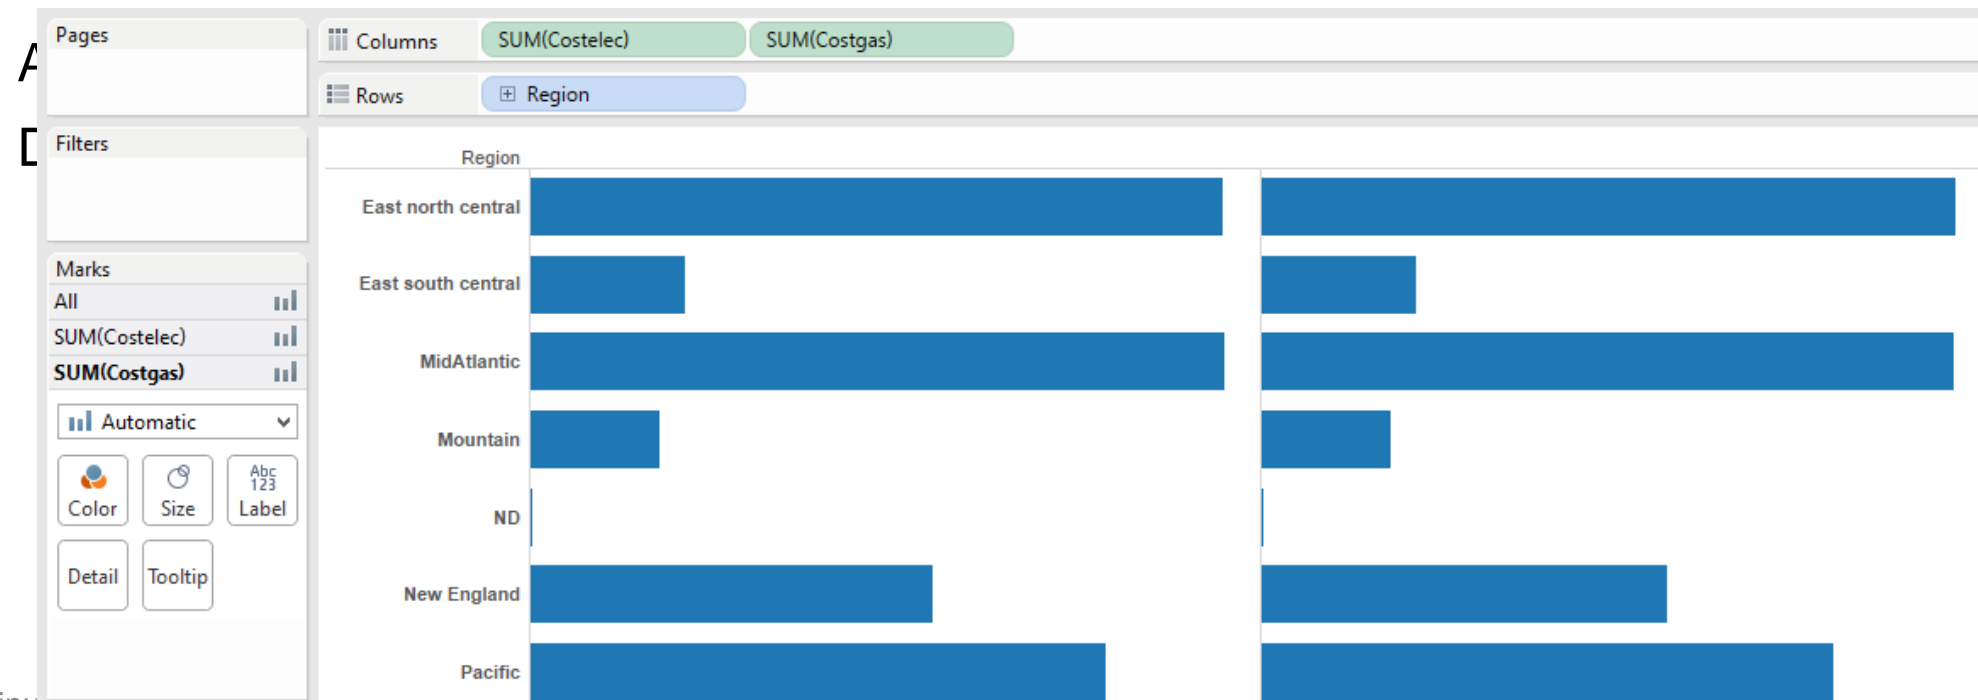 Pages
Columns SUM(Costelec) SUM(Costgas)
Rows Region
Filters
Region
East north central
East south central
MidAtlantic
Mountain
ND
New England
Pacific
Marks
All
SUM(Costelec)
SUM(Costgas)
Automatic
Color Size Abc 123 Label
Detail Tooltip